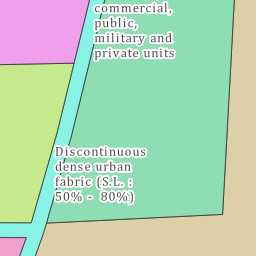 commercial,
public,
military and
private units
Discontinuous
dense urban
fabric (S.L. :
50% -  80%)